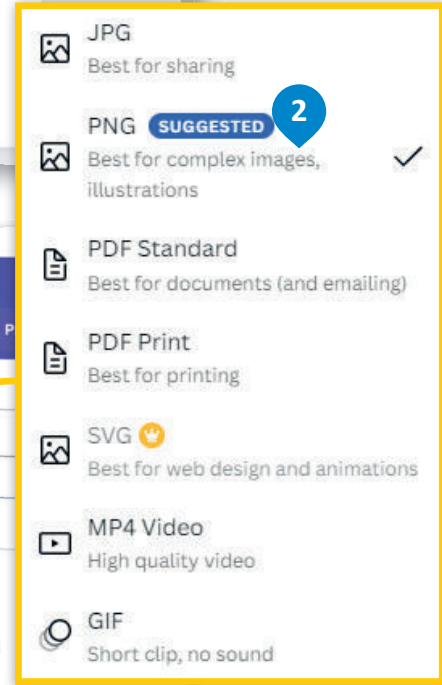 JPG
Best for sharing
PNG SUGGESTED 2
Best for complex images,
illustrations
PDF Standard
Best for documents (and emailing)
P
PDF Print
Best for printing
SVG
Best for web design and animations
MP4 Video
High quality video
GIF
Short clip, no sound